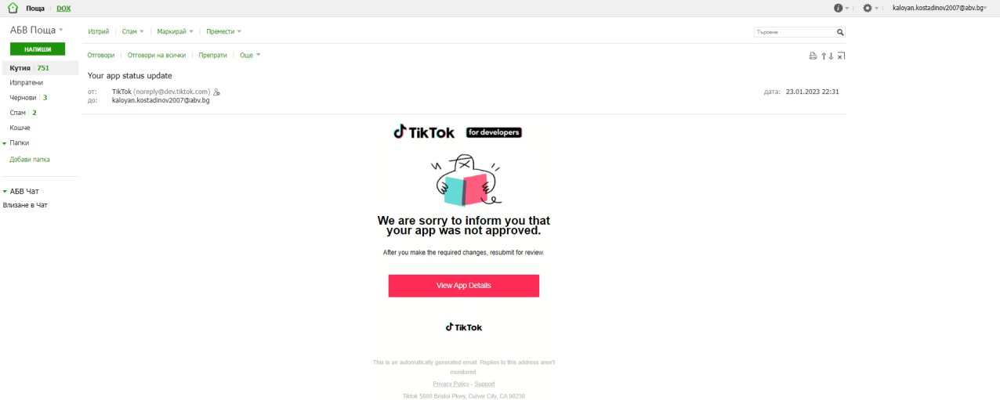 Поща DOX kaloyan.kostadinov2007@abv.bg
АБВ Поща
Изтрий Спам Маркирай Премести Търсене
НАПИШИ
Отговори Отговори на всички Препрати Още
Кутия 751
Изпратени
Чернови 3
Спам 2
Кошче
Папки
Добави папка
АБВ Чат
Влизане в Чат
Your app status update
от: TikTok (noreply@dev.tiktok.com)
до: kaloyan.kostadinov2007@abv.bg
дата: 23.01.2023 22:31
TikTok for developers
We are sorry to inform you that
your app was not approved.
After you make the required changes, resubmit for review.
View App Details
TikTok
This is an automatically generated email. Replies to this address aren't
monitored.
Privacy Policy - Support
Tiktok 5800 Bristol Pkwy, Culver City, CA 90230